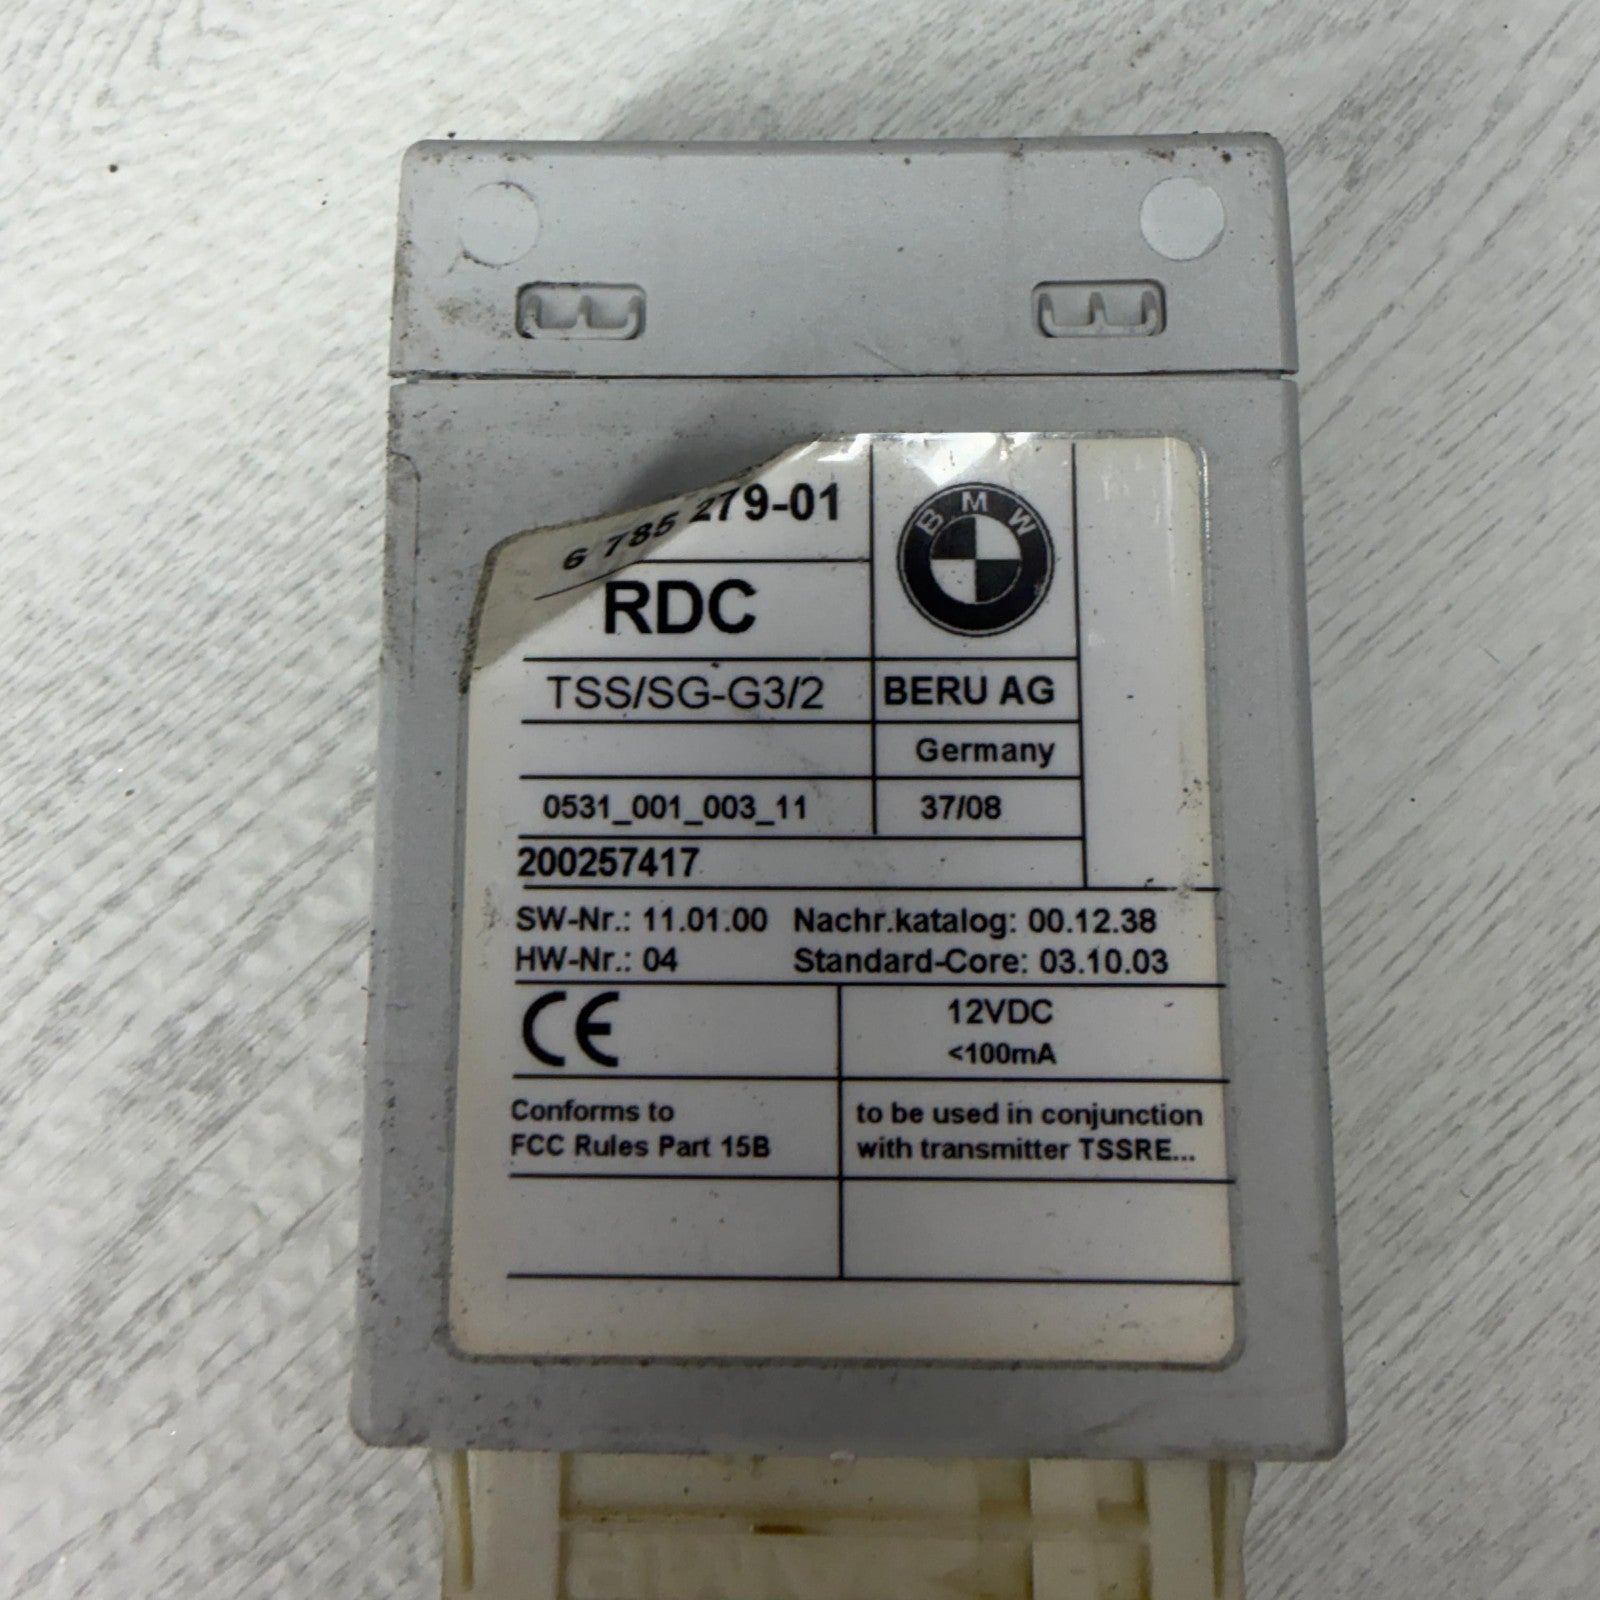 6 785 279-01
BMW
RDC
TSS/SG-G3/2 BERU AG
Germany
0531_001_003_11 37/08
200257417
SW-Nr.: 11.01.00 Nachr.katalog: 00.12.38
HW-Nr.: 04 Standard-Core: 03.10.03
CE 12VDC
<100mA
Conforms to
FCC Rules Part 15B
to be used in conjunction
with transmitter TSSRE...